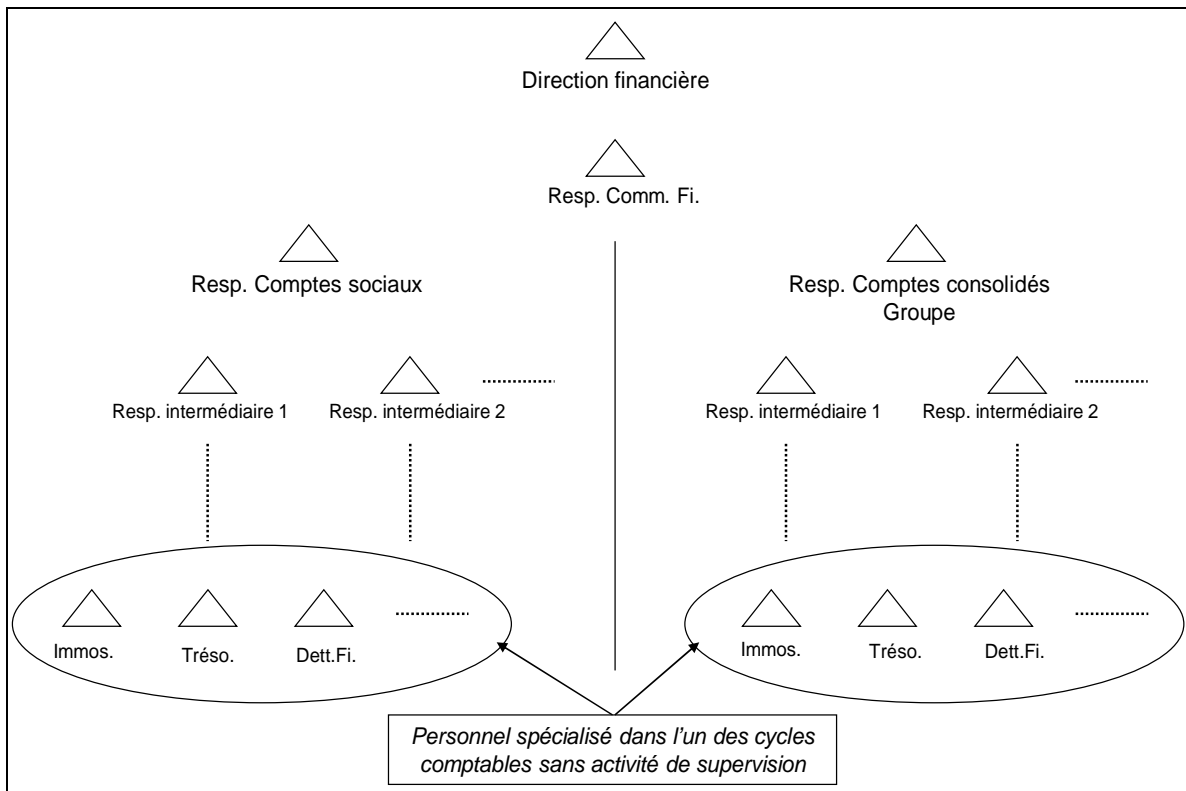 Direction financière
Resp. Comm. Fi.
Resp. Comptes sociaux
Resp. Comptes consolidés
Groupe
Resp. intermédiaire 1
Resp. intermédiaire 2
Resp. intermédiaire 1
Resp. intermédiaire 2
Immos.
Tréso.
Dett.Fi.
Immos.
Tréso.
Dett.Fi.
Personnel spécialisé dans l'un des cycles
comptables sans activité de supervision